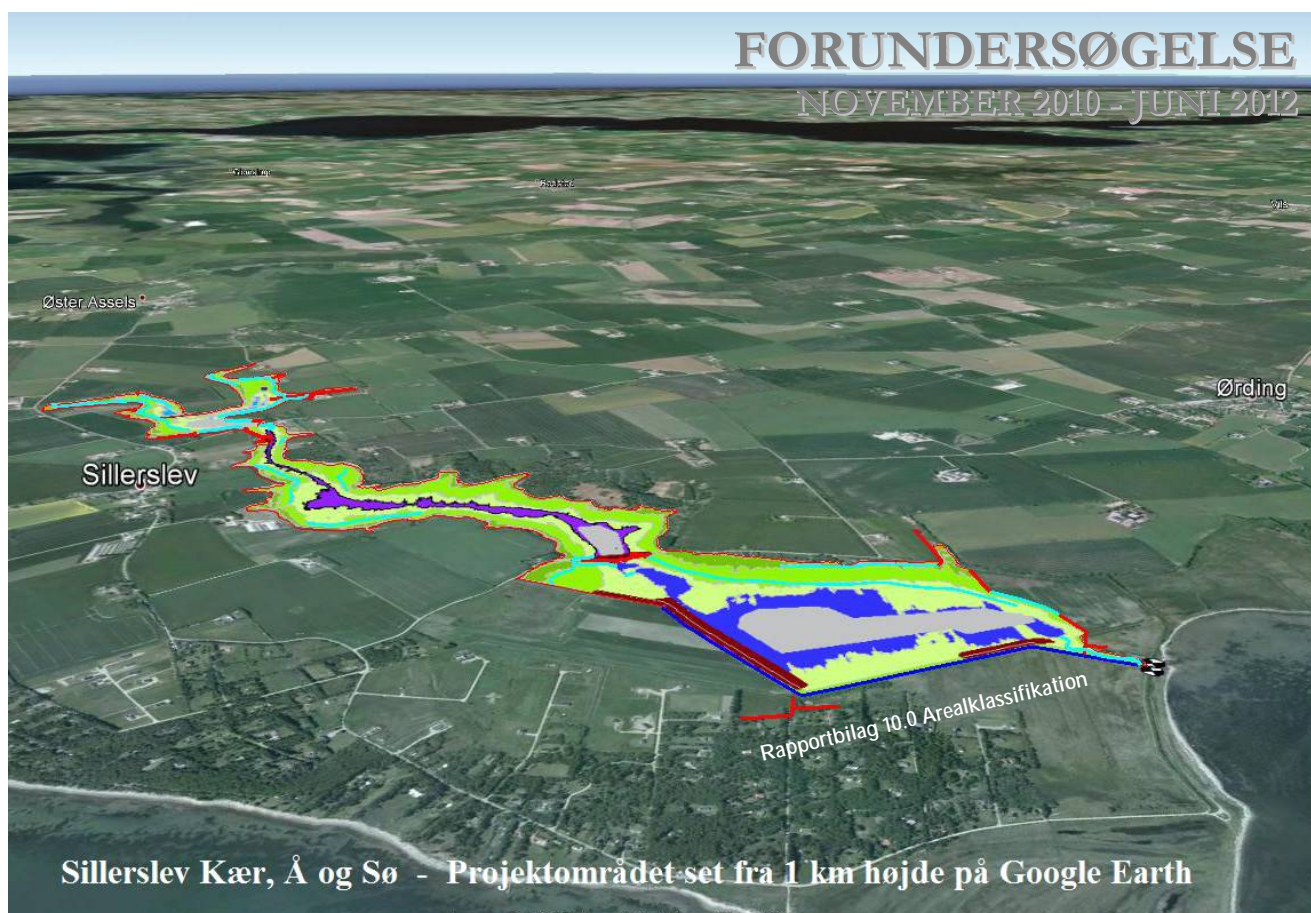 FORUNDERSØGELSE
NOVEMBER 2010 - JUNI 2012
Øster Assels
Ørding
Sillerslev
Rapportbilag 10.0 Arealklassifikation
Sillerslev Kær, Å og Sø - Projektområdet set fra 1 km højde på Google Earth